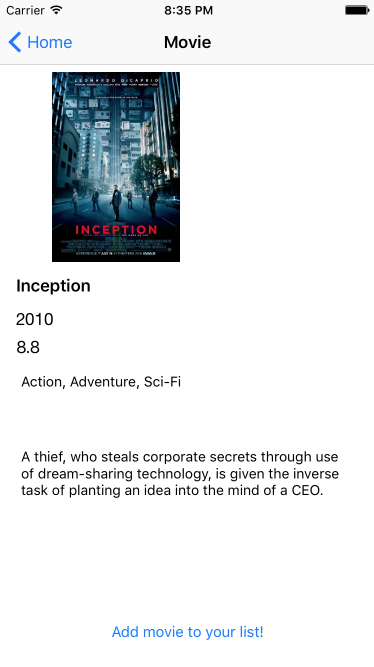 Carrier
8:35 PM
Home
Movie
LEONARDO DICAPRIO
INCEPTION
Inception
2010
8.8
Action, Adventure, Sci-Fi
A thief, who steals corporate secrets through use
of dream-sharing technology, is given the inverse
task of planting an idea into the mind of a CEO.
Add movie to your list!